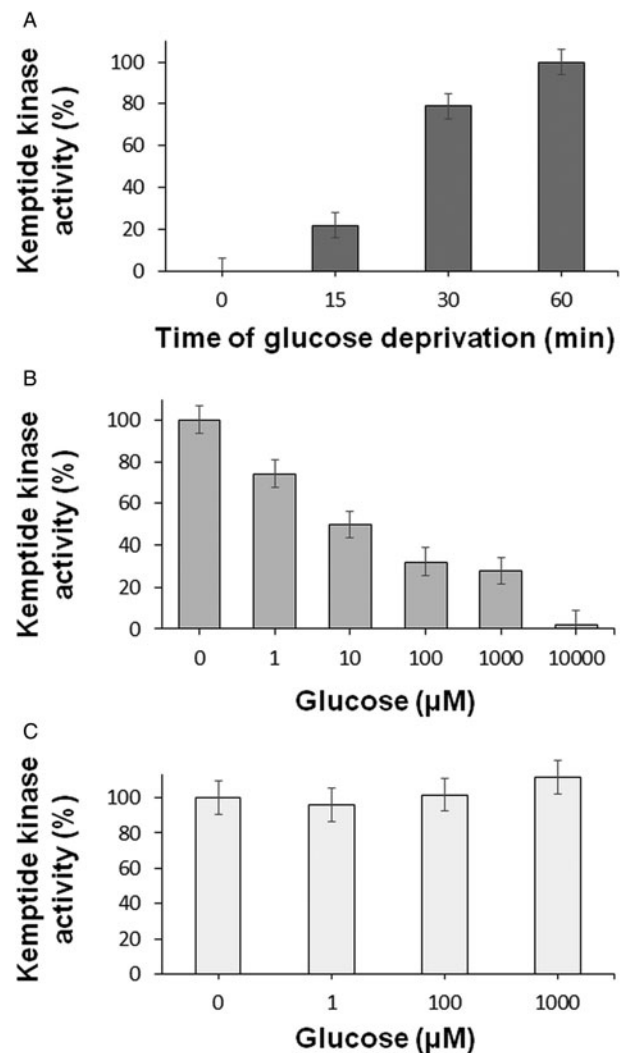 A
Kemptide kinase
activity (%)
100
80
60
40
20
0
0 15 30 60
Time of glucose deprivation (min)
B
Kemptide kinase
activity (%)
100
80
60
40
20
0
0 1 10 100 1000 10000
Glucose (µM)
C
Kemptide kinase
activity (%)
100
80
60
40
20
0
0 1 100 1000
Glucose (µM)